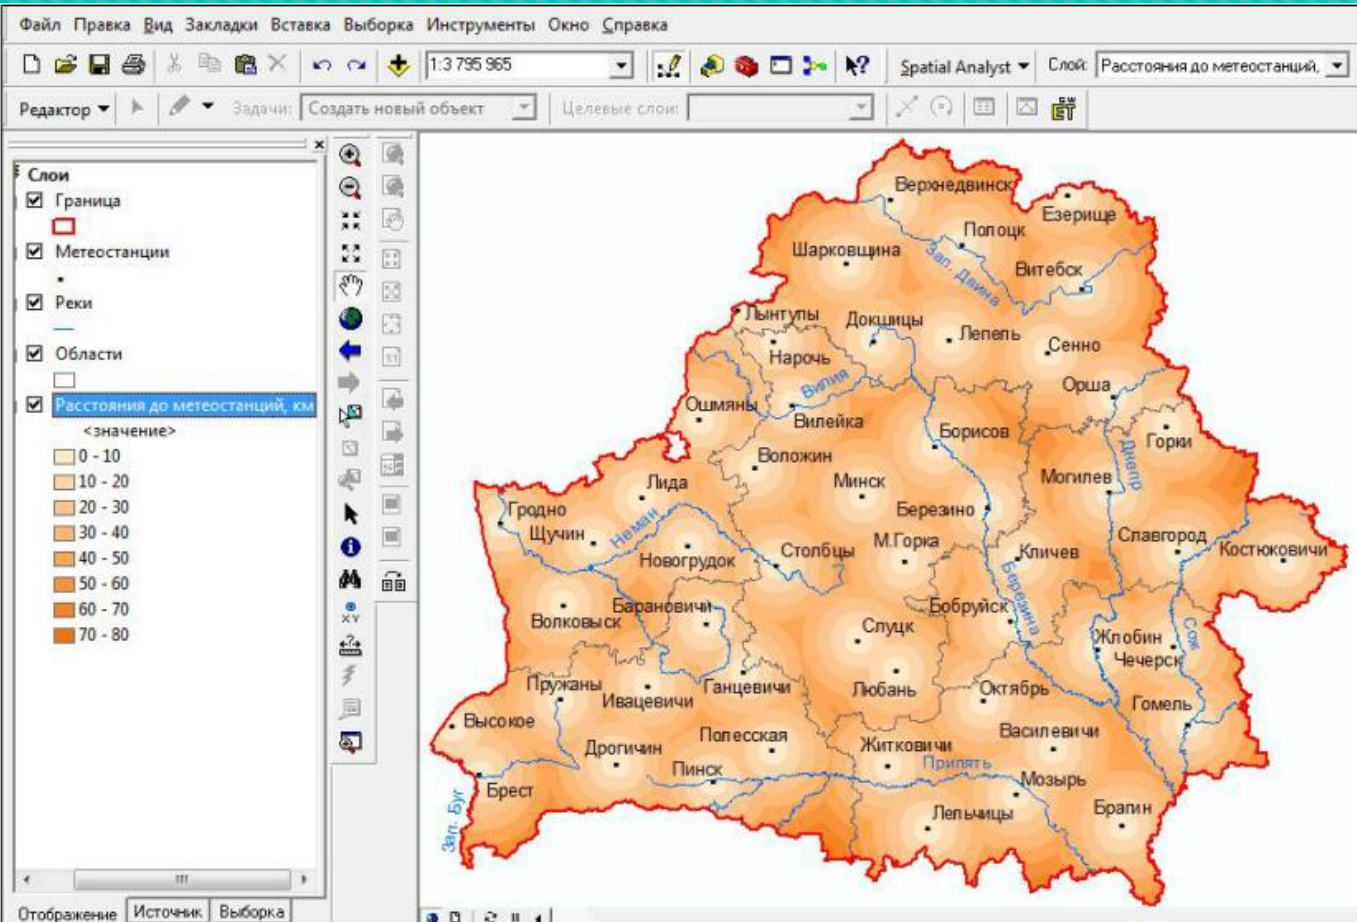 Файл Правка Вид Закладки Вставка Выборка Инструменты Окно Справка
1:3 795 965
Spatial Analyst
Слой:
Расстояния до метеостанций,
Редактор
Задачи:
Создать новый объект
Целевые слои:
Слои
Граница
Метеостанции
Реки
Области
Расстояния до метеостанций, км
<значение>
0 - 10
10 - 20
20 - 30
30 - 40
40 - 50
50 - 60
60 - 70
70 - 80
Отображение Источник Выборка
1:1
XY
EW
ET
Верхнедвинск
Езерище
Полоцк
Шарковщина
Зап. Двина
Витебск
Лынтупы
Докшицы
Лепель
Сенно
Нарочь
Вилия
Орша
Ошмяны
Вилейка
Борисов
Горки
Днепр
Воложин
Лида
Минск
Могилев
Гродно
Березино
Щучин
Неман
Новогрудок
Столбцы
М.Горка
Кличев
Славгород
Костюковичи
Березина
Барановичи
Волковыск
Бобруйск
Слуцк
Жлобин
Чечерск
Сож
Пружаны
Ивацевичи
Ганцевичи
Любань
Октябрь
Гомель
Высокое
Полесская
Василевичи
Дрогичин
Житковичи
Пинск
Припять
Мозырь
Брест
Зап. Буг
Лельчицы
Брагин